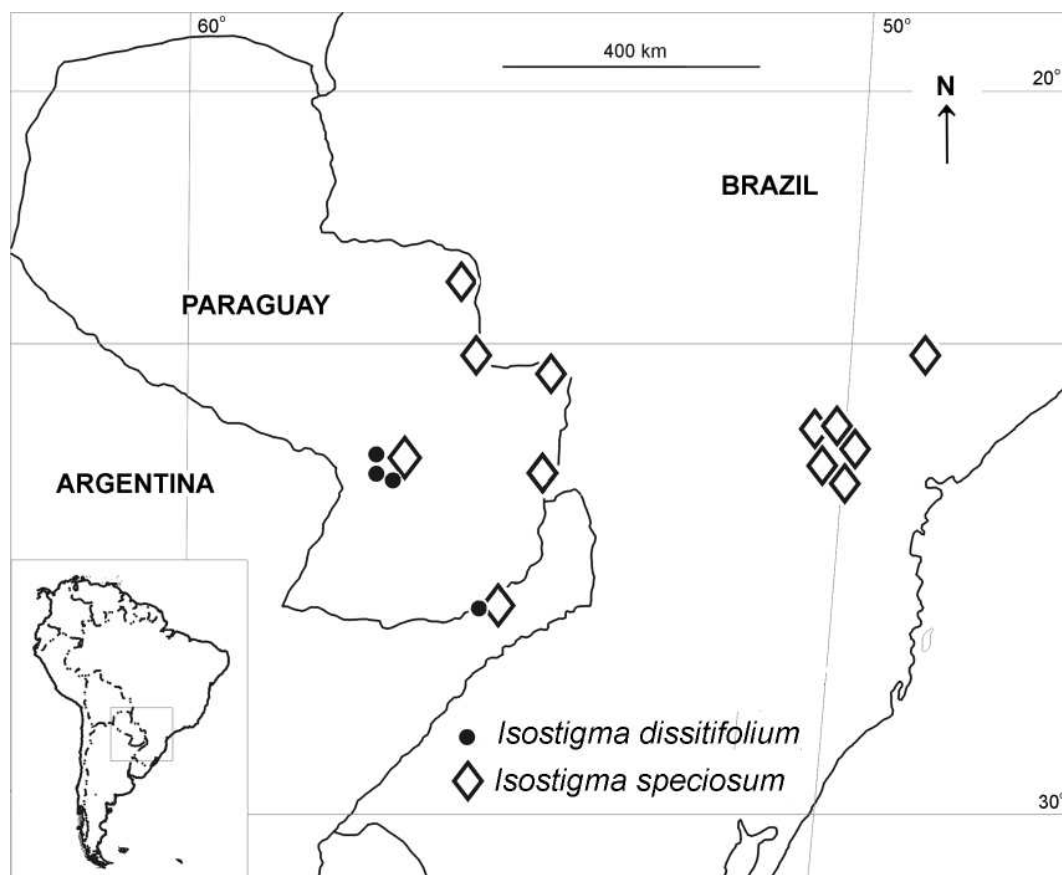 60°
50°
400 km
20°
N
BRAZIL
PARAGUAY
ARGENTINA
Isostigma dissitifolium
Isostigma speciosum
30°